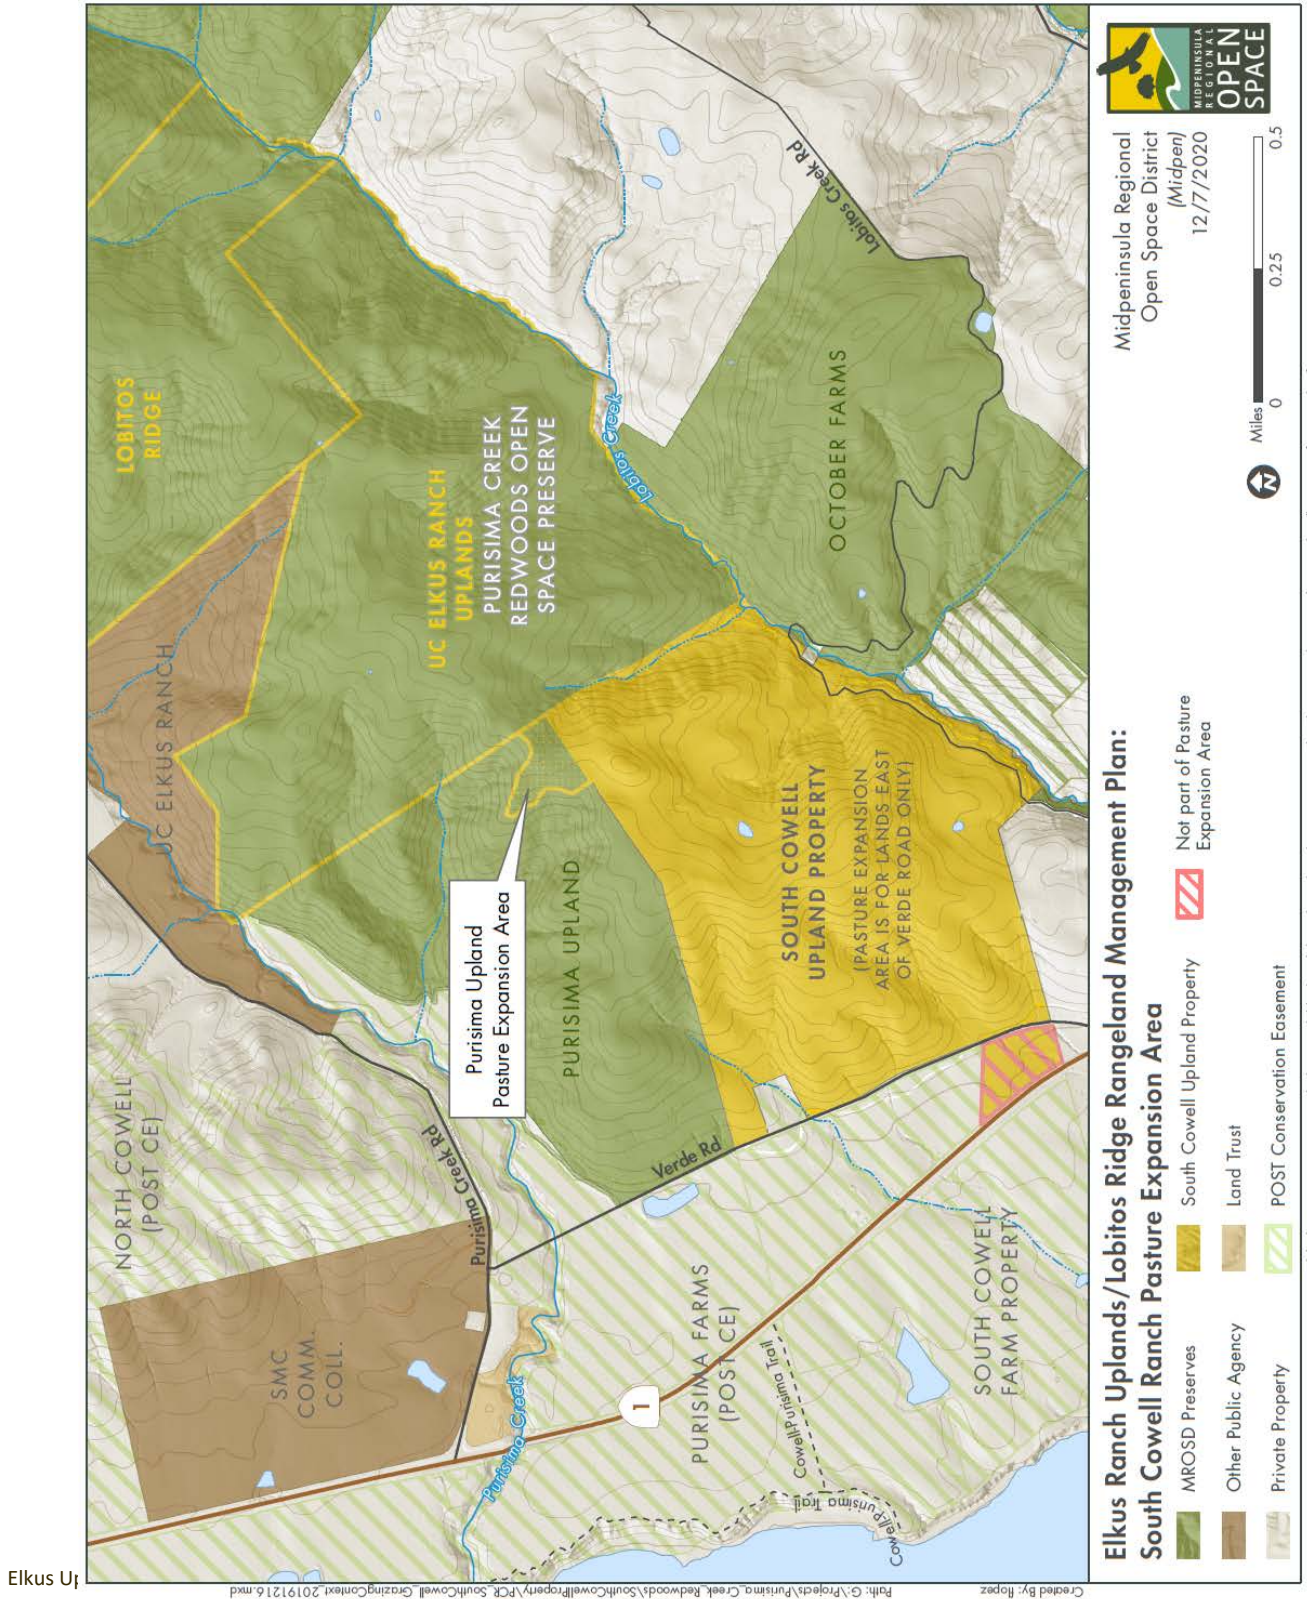 LOBITOS
RIDGE
UC ELKUS RANCH
UC ELKUS RANCH
UPLANDS
PURISIMA CREEK
REDWOODS OPEN
SPACE PRESERVE
NORTH COWELL
(POST CE)
SMC
COMM.
COLL.
Purisima Creek Rd
Purisima Creek
Purisima Upland
Pasture Expansion Area
PURISIMA UPLAND
Verde Rd
Lobitos Creek
Lobitos Creek Rd
OCTOBER FARMS
SOUTH COWELL
UPLAND PROPERTY
(PASTURE EXPANSION
AREA IS FOR LANDS EAST
OF VERDE ROAD ONLY)
1
PURISIMA FARMS
(POST CE)
Cowell-Purisima Trail
Cowell-Purisima Trail
SOUTH COWELL
FARM PROPERTY
Elkus Ranch Uplands/Lobitos Ridge Rangeland Management Plan:
South Cowell Ranch Pasture Expansion Area
MROSD Preserves
Other Public Agency
Private Property
South Cowell Upland Property
Land Trust
POST Conservation Easement
Not part of Pasture
Expansion Area
N
Miles
0
0.25
0.5
Midpeninsula Regional
Open Space District
(Midpen)
12/7/2020
MIDPENINSULA
REGIONAL
OPEN
SPACE
Path: G:\Projects\Purisima_Creek_Redwoods\SouthCowellProperty\PCR_SouthCowell_GrazingContext_20191216.mxd
Created By: flopez
Elkus Up